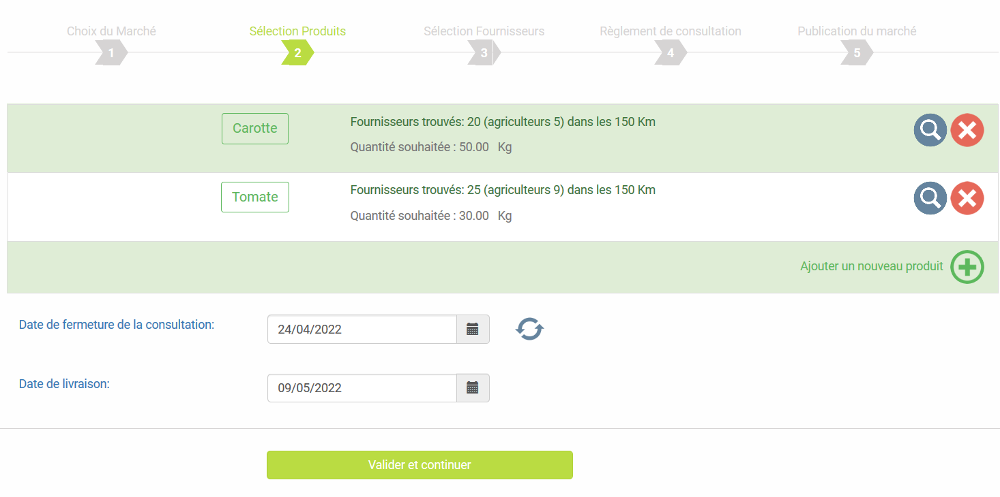 Choix du Marché
Sélection Produits
Sélection Fournisseurs
Règlement de consultation
Publication du marché
1
2
3
4
5
Carotte
Fournisseurs trouvés: 20 (agriculteurs 5) dans les 150 Km
Quantité souhaitée : 50.00 Kg
Tomate
Fournisseurs trouvés: 25 (agriculteurs 9) dans les 150 Km
Quantité souhaitée : 30.00 Kg
Ajouter un nouveau produit
Date de fermeture de la consultation:
24/04/2022
Date de livraison:
09/05/2022
Valider et continuer